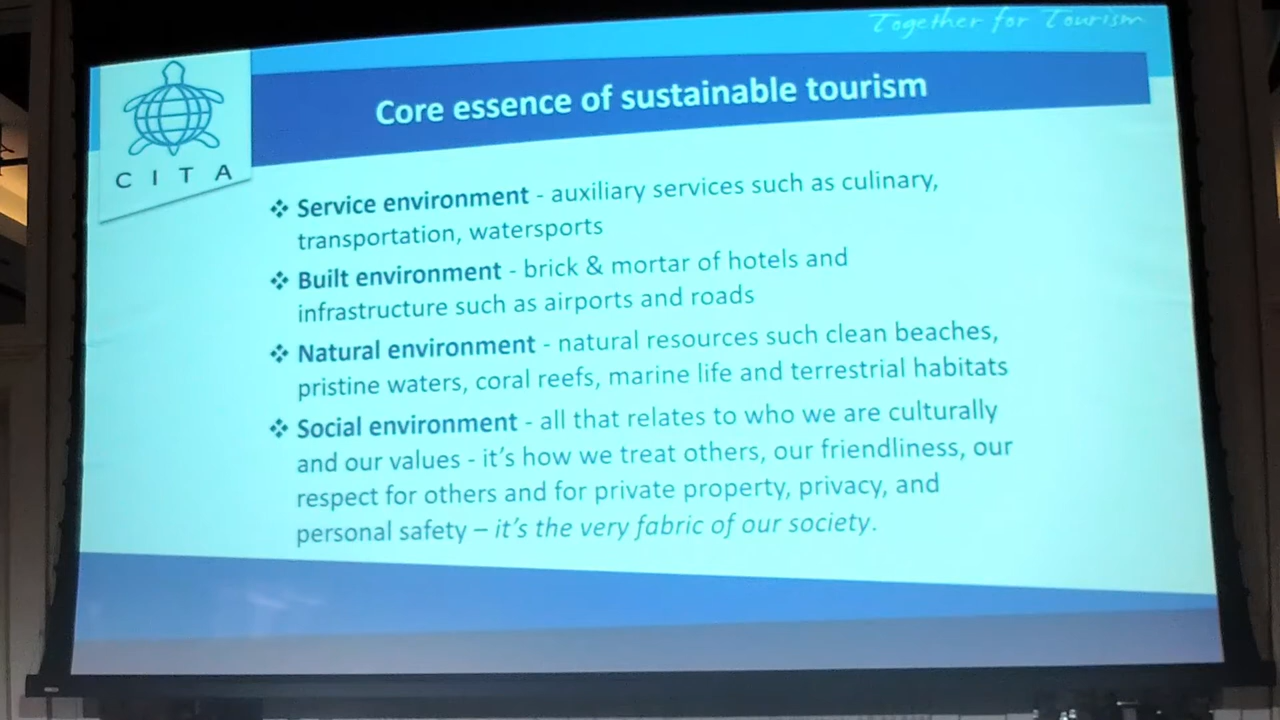 Together for Tourism
CITA
Core essence of sustainable tourism
❖ Service environment - auxiliary services such as culinary,
transportation, watersports
❖ Built environment - brick & mortar of hotels and
infrastructure such as airports and roads
❖ Natural environment - natural resources such clean beaches,
pristine waters, coral reefs, marine life and terrestrial habitats
❖ Social environment - all that relates to who we are culturally
and our values - it's how we treat others, our friendliness, our
respect for others and for private property, privacy, and
personal safety – it's the very fabric of our society.